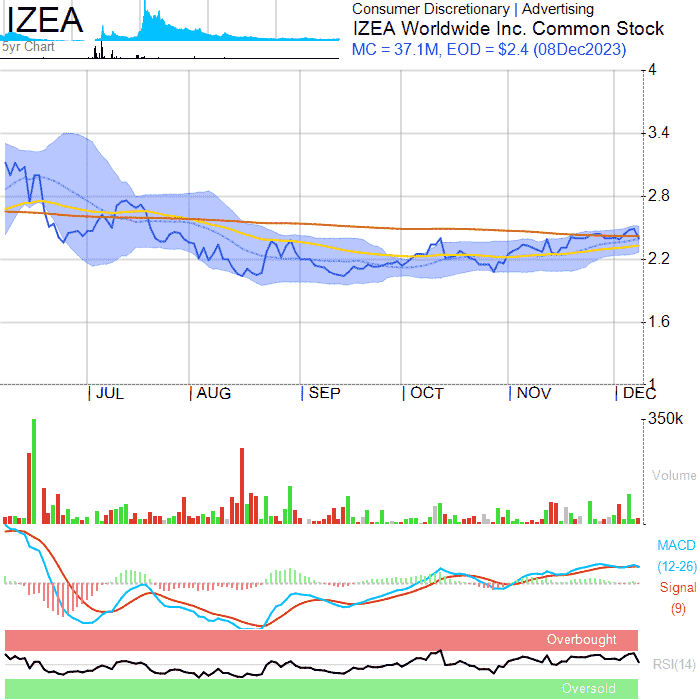 IZEA
5yr Chart
Consumer Discretionary | Advertising
IZEA Worldwide Inc. Common Stock
MC = 37.1M, EOD = $2.4 (08Dec2023)
4
3.4
2.8
2.2
1.6
1
JUL AUG SEP OCT NOV DEC
350k
Volume
MACD
(12-26)
Signal
(9)
Overbought
RSI(14)
Oversold